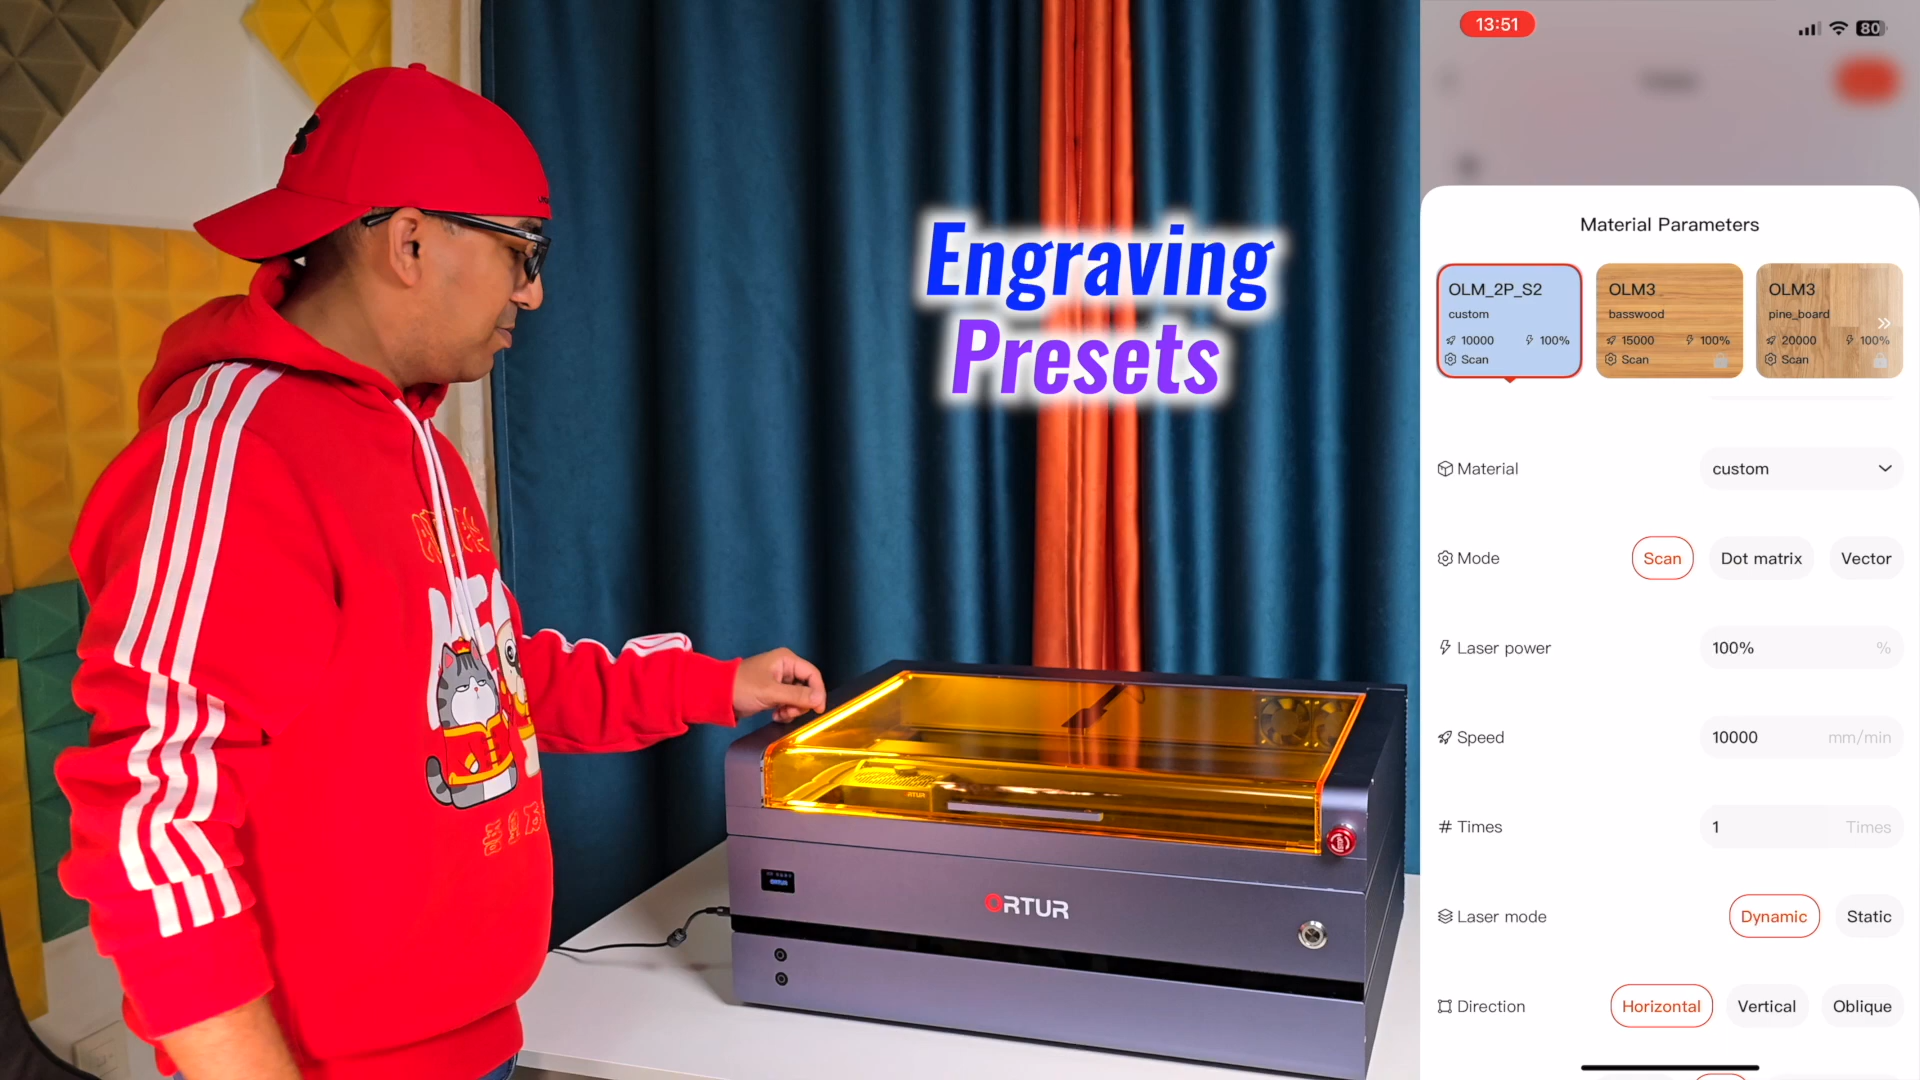 Engraving
Presets
ORTUR
13:51
80
Material Parameters
OLM_2P_S2
custom
10000 100%
Scan
OLM3
basswood
15000 100%
Scan
OLM3
pine_board
20000 100%
Scan
Material custom
Mode Scan Dot matrix Vector
Laser power 100% %
Speed 10000 mm/min
# Times 1 Times
Laser mode Dynamic Static
Direction Horizontal Vertical Oblique